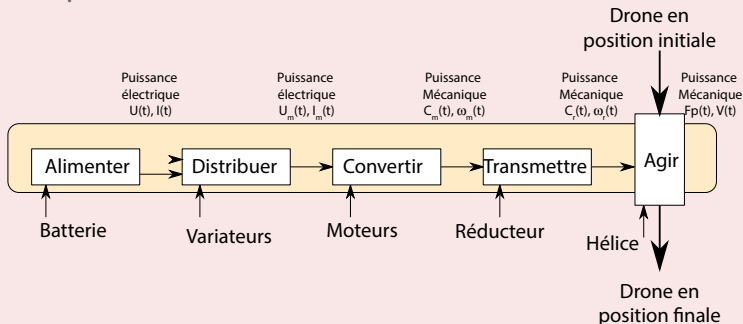 Drone en
position initiale
Puissance
électrique
U(t), I(t)
Puissance
électrique
U_m(t), I_m(t)
Puissance
Mécanique
C_m(t), ω_m(t)
Puissance
Mécanique
C_r(t), ω_r(t)
Puissance
Mécanique
Fp(t), V(t)
Alimenter
Distribuer
Convertir
Transmettre
Agir
Batterie
Variateurs
Moteurs
Réducteur
Hélice
Drone en
position finale